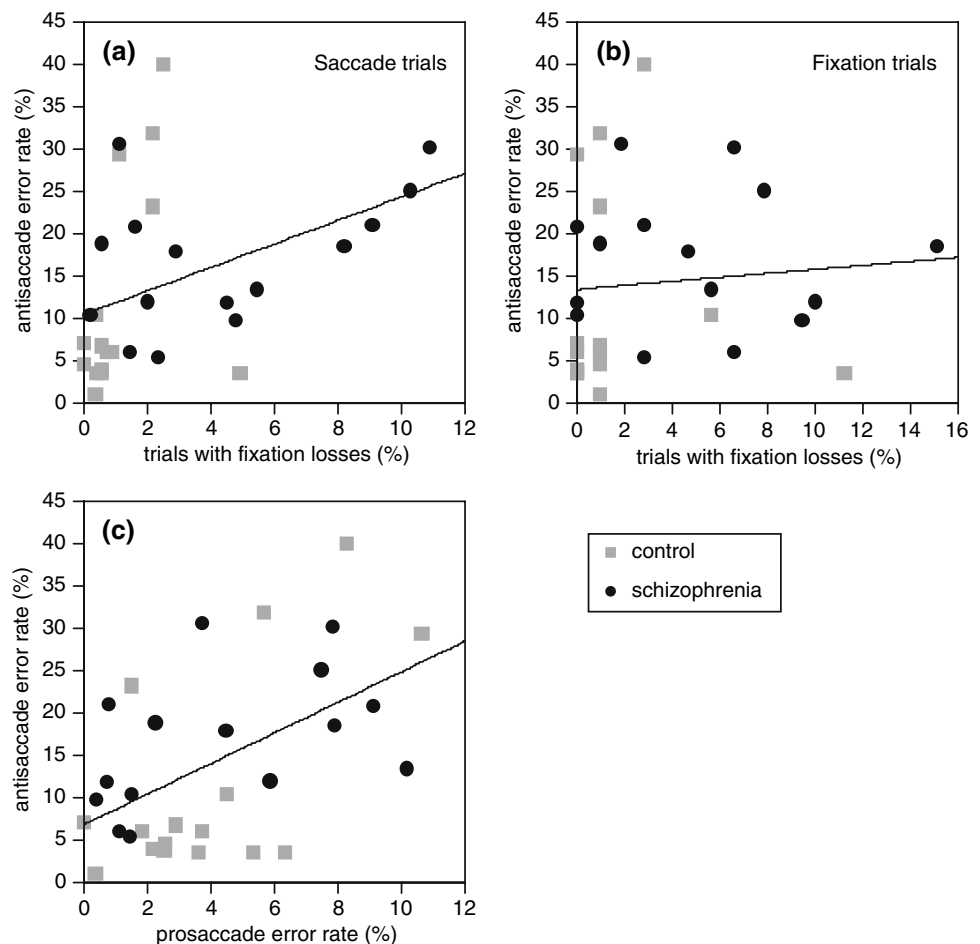 (a)
Saccade trials
45
40
35
30
25
20
15
10
5
0
antisaccade error rate (%)
0 2 4 6 8 10 12
trials with fixation losses (%)
(b)
Fixation trials
45
40
35
30
25
20
15
10
5
0
antisaccade error rate (%)
0 2 4 6 8 10 12 14 16
trials with fixation losses (%)
(c)
45
40
35
30
25
20
15
10
5
0
antisaccade error rate (%)
0 2 4 6 8 10 12
prosaccade error rate (%)
control
schizophrenia